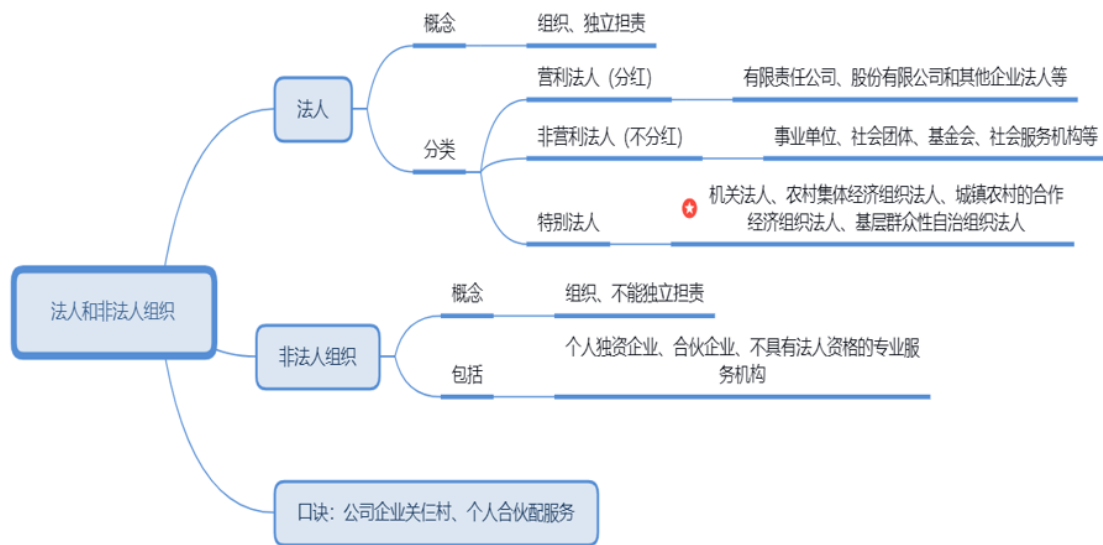 法人和非法人组织
法人
概念
组织、独立担责
分类
营利法人（分红）
有限责任公司、股份有限公司和其他企业法人等
非营利法人（不分红）
事业单位、社会团体、基金会、社会服务机构等
特别法人
机关法人、农村集体经济组织法人、城镇农村的合作
经济组织法人、基层群众性自治组织法人
非法人组织
概念
组织、不能独立担责
包括
个人独资企业、合伙企业、不具有法人资格的专业服
务机构
口诀：公司企业关仨村、个人合伙配服务